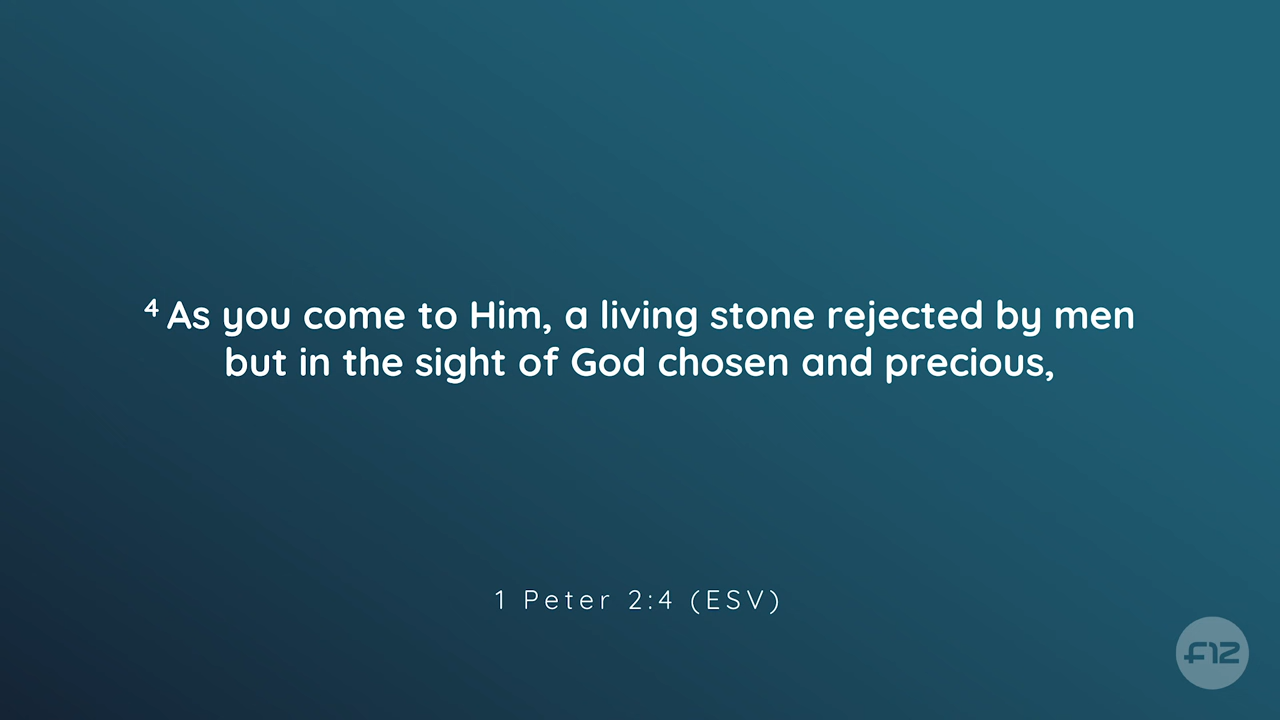 ⁴ As you come to Him, a living stone rejected by men
but in the sight of God chosen and precious,
1 Peter 2:4 (ESV)
F12